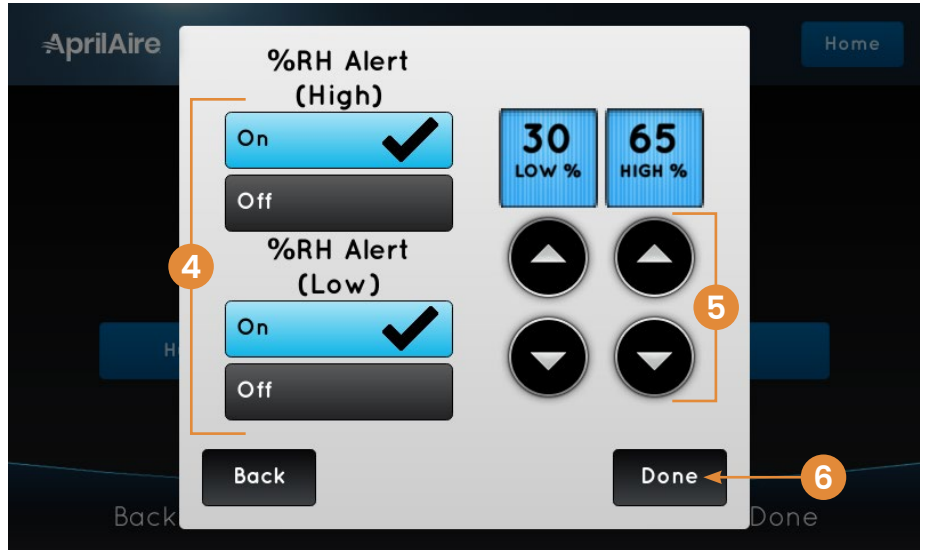 AprilAire
Home
%RH Alert
(High)
On
Off
%RH Alert
(Low)
On
Off
30
LOW %
65
HIGH %
4
5
H
Back
Done
6
Back
Done